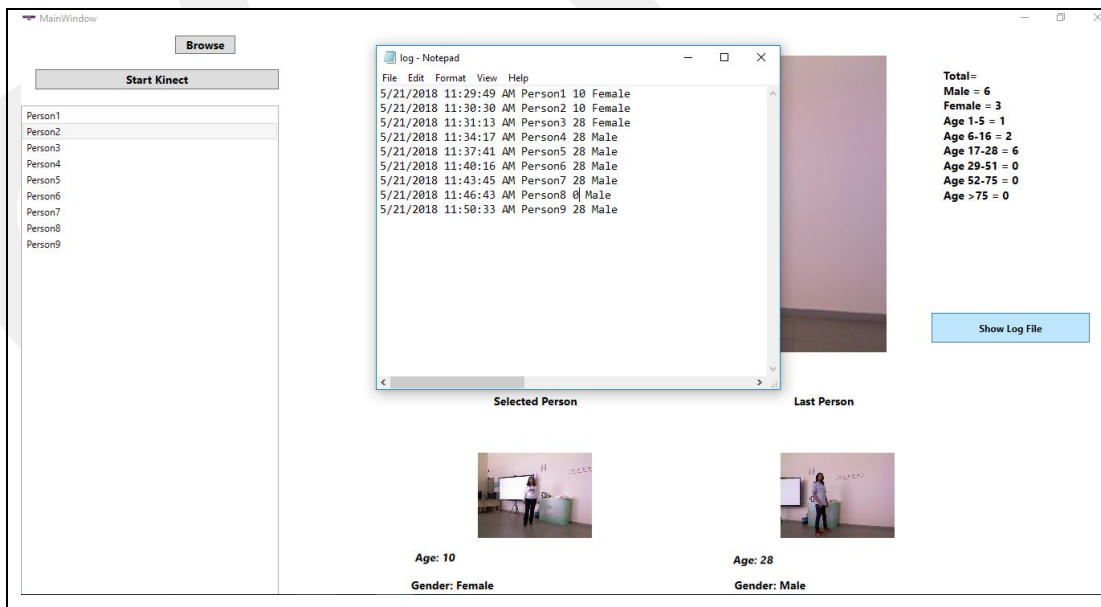 MainWindow
Browse
Start Kinect
Person1
Person2
Person3
Person4
Person5
Person6
Person7
Person8
Person9
log - Notepad
File Edit Format View Help
5/21/2018 11:29:49 AM Person1 10 Female
5/21/2018 11:30:30 AM Person2 10 Female
5/21/2018 11:31:13 AM Person3 28 Female
5/21/2018 11:34:17 AM Person4 28 Male
5/21/2018 11:37:41 AM Person5 28 Male
5/21/2018 11:40:16 AM Person6 28 Male
5/21/2018 11:43:45 AM Person7 28 Male
5/21/2018 11:46:43 AM Person8 0 Male
5/21/2018 11:50:33 AM Person9 28 Male
Total=
Male = 6
Female = 3
Age 1-5 = 1
Age 6-16 = 2
Age 17-28 = 6
Age 29-51 = 0
Age 52-75 = 0
Age >75 = 0
Show Log File
Selected Person
Last Person
Age: 10
Gender: Female
Age: 28
Gender: Male